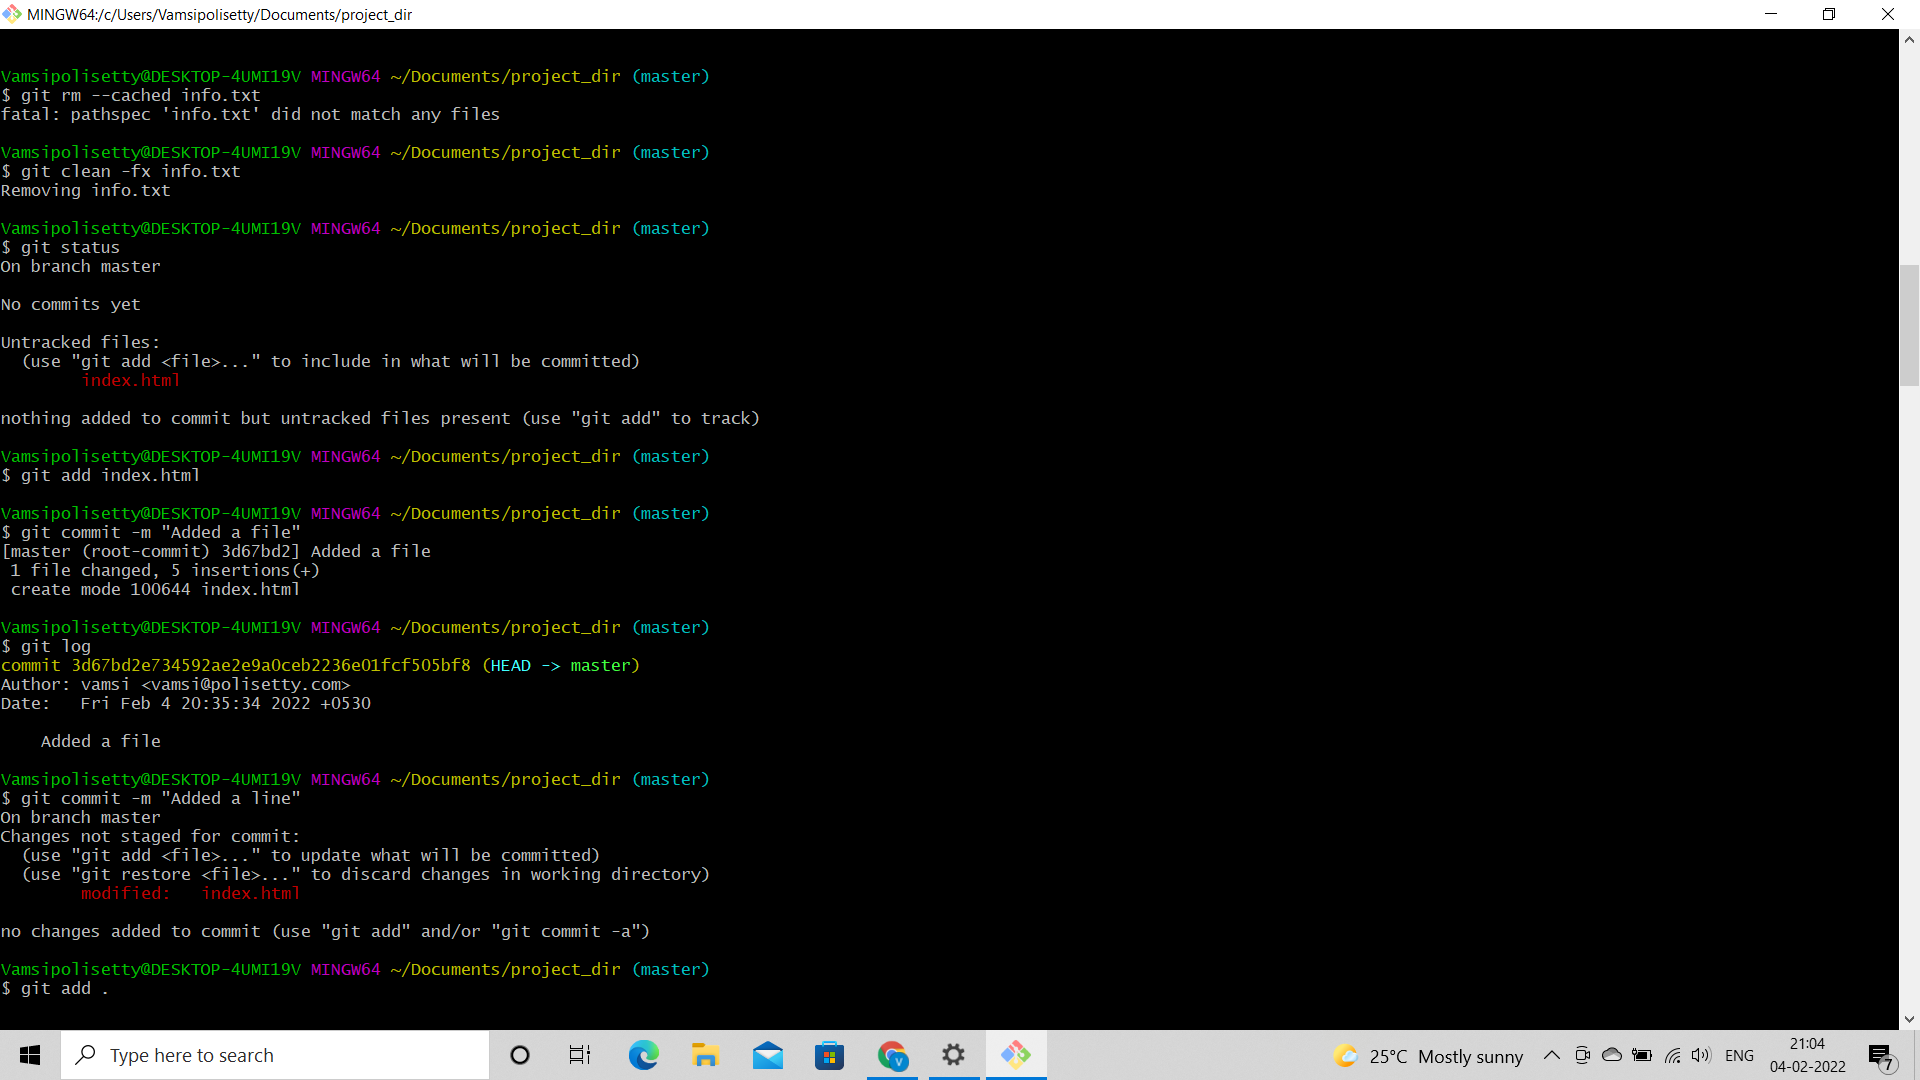 MINGW64:/c/Users/Vamsipolisetty/Documents/project_dir
Vamsipolisetty@DESKTOP-4UMI19V MINGW64 ~/Documents/project_dir (master)
$ git rm --cached info.txt
fatal: pathspec 'info.txt' did not match any files
Vamsipolisetty@DESKTOP-4UMI19V MINGW64 ~/Documents/project_dir (master)
$ git clean -fx info.txt
Removing info.txt
Vamsipolisetty@DESKTOP-4UMI19V MINGW64 ~/Documents/project_dir (master)
$ git status
On branch master
No commits yet
Untracked files:
  (use "git add <file>..." to include in what will be committed)
        index.html
nothing added to commit but untracked files present (use "git add" to track)
Vamsipolisetty@DESKTOP-4UMI19V MINGW64 ~/Documents/project_dir (master)
$ git add index.html
Vamsipolisetty@DESKTOP-4UMI19V MINGW64 ~/Documents/project_dir (master)
$ git commit -m "Added a file"
[master (root-commit) 3d67bd2] Added a file
 1 file changed, 5 insertions(+)
 create mode 100644 index.html
Vamsipolisetty@DESKTOP-4UMI19V MINGW64 ~/Documents/project_dir (master)
$ git log
commit 3d67bd2e734592ae2e9a0ceb2236e01fcf505bf8 (HEAD -> master)
Author: vamsi <vamsi@polisetty.com>
Date:   Fri Feb 4 20:35:34 2022 +0530
    Added a file
Vamsipolisetty@DESKTOP-4UMI19V MINGW64 ~/Documents/project_dir (master)
$ git commit -m "Added a line"
On branch master
Changes not staged for commit:
  (use "git add <file>..." to update what will be committed)
  (use "git restore <file>..." to discard changes in working directory)
        modified:   index.html
no changes added to commit (use "git add" and/or "git commit -a")
Vamsipolisetty@DESKTOP-4UMI19V MINGW64 ~/Documents/project_dir (master)
$ git add .
Type here to search
V
25°C Mostly sunny
ENG
21:04
04-02-2022
7